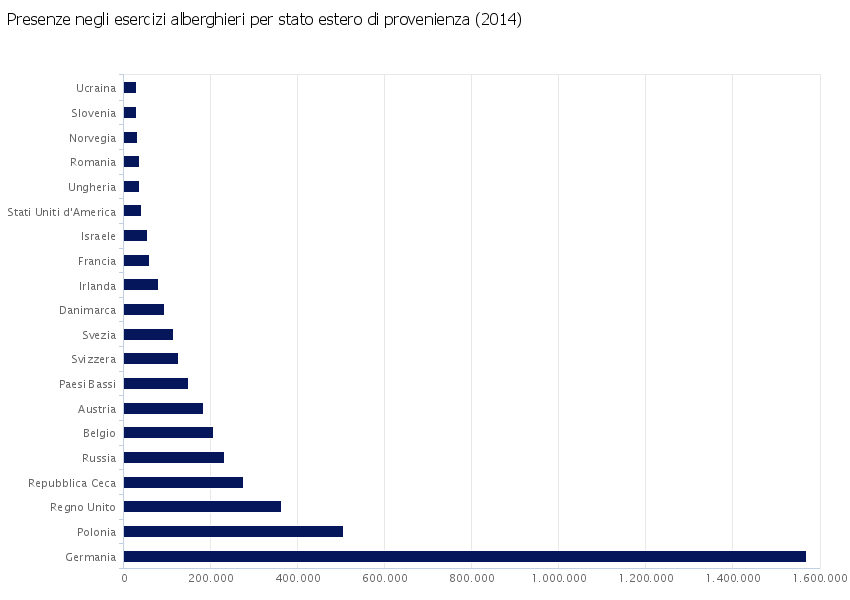 Presenze negli esercizi alberghieri per stato estero di provenienza (2014)
Ucraina
Slovenia
Norvegia
Romania
Ungheria
Stati Uniti d'America
Israele
Francia
Irlanda
Danimarca
Svezia
Svizzera
Paesi Bassi
Austria
Belgio
Russia
Repubblica Ceca
Regno Unito
Polonia
Germania
0 200.000 400.000 600.000 800.000 1.000.000 1.200.000 1.400.000 1.600.000